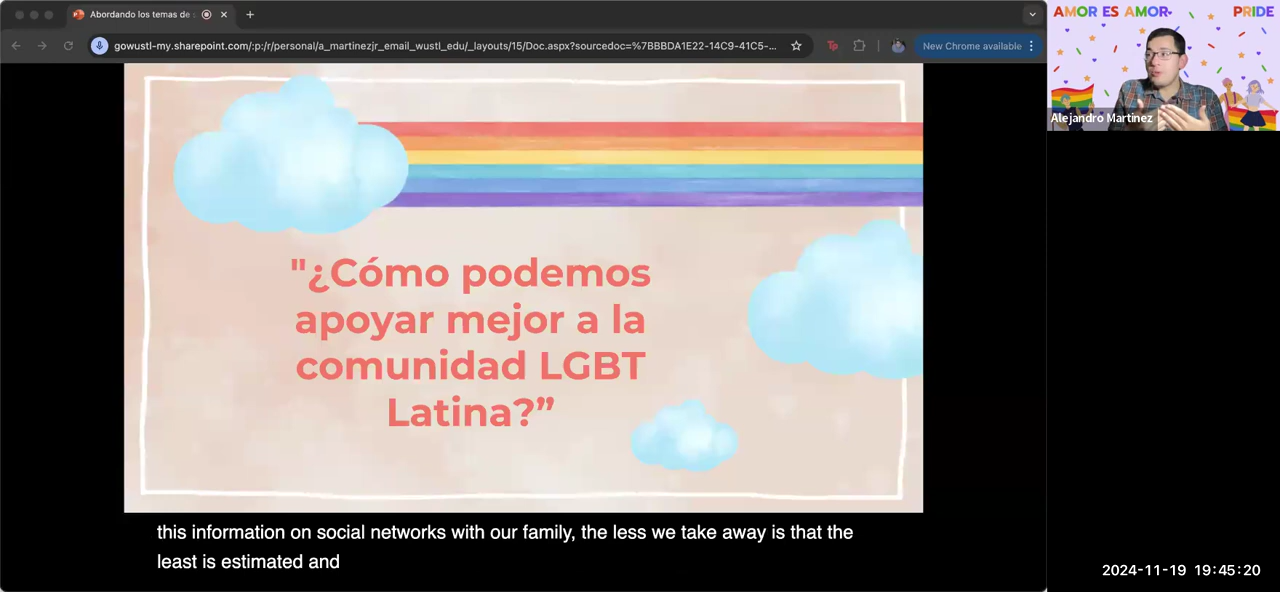 Abordando los temas de s
gowustl-my.sharepoint.com/:p:/r/personal/a_martinezjr_email_wustl_edu/_layouts/15/Doc.aspx?sourcedoc=%7BBBDA1E22-14C9-41C5-...
New Chrome available
AMOR ES AMOR
PRIDE
Alejandro Martinez
"¿Cómo podemos
apoyar mejor a la
comunidad LGBT
Latina?”
this information on social networks with our family, the less we take away is that the
least is estimated and
2024-11-19 19:45:20